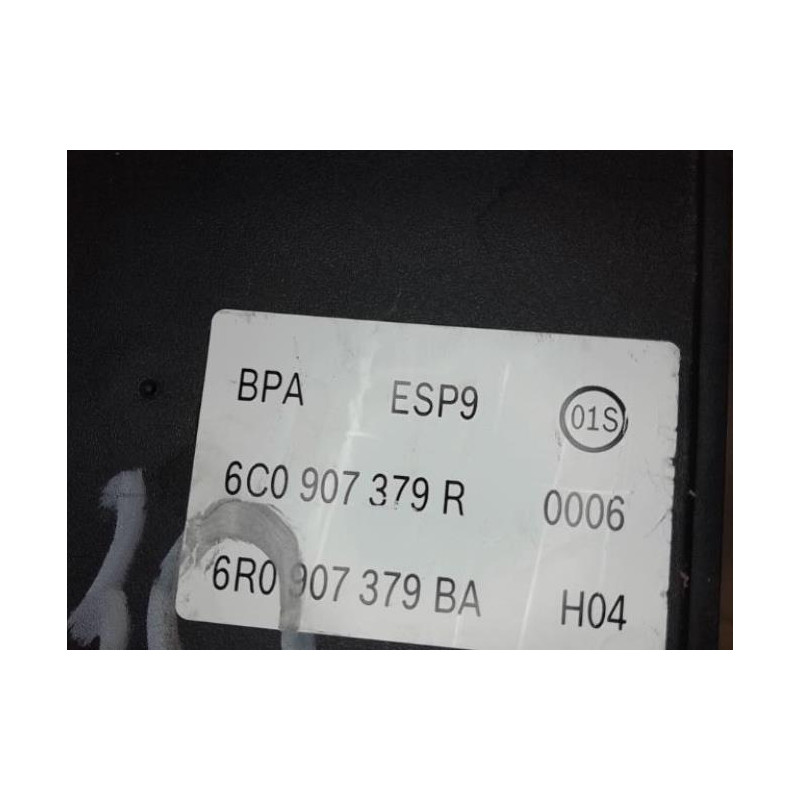 BPA ESP9 01S
6C0 907 379 R 0006
6R0 907 379 BA H04